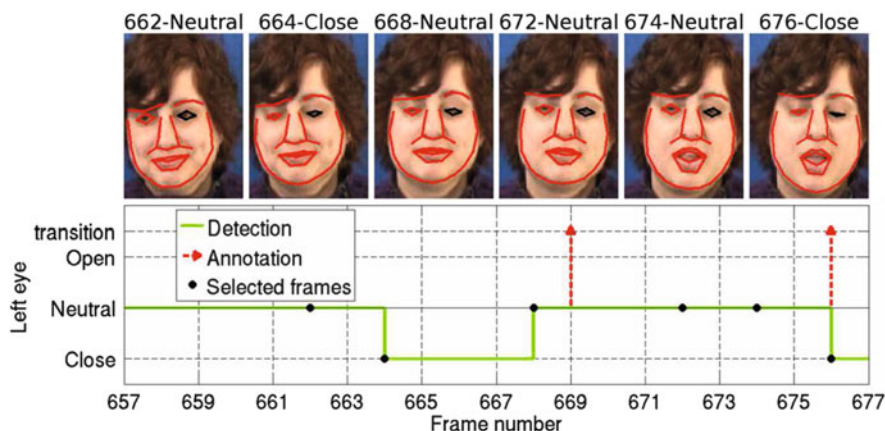 662-Neutral 664-Close 668-Neutral 672-Neutral 674-Neutral 676-Close
transition
Open
Neutral
Close
Left eye
Detection
Annotation
Selected frames
657 659 661 663 665 667 669 671 673 675 677
Frame number